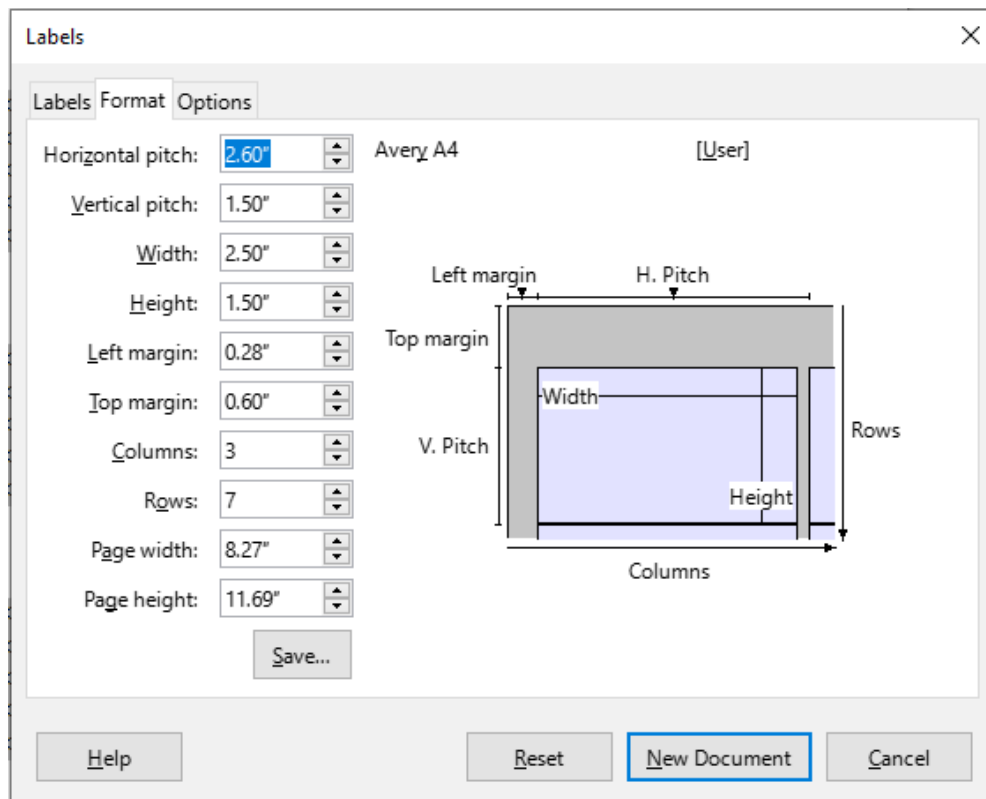 Labels
Labels Format Options
Horizontal pitch: 2.60" Avery A4 [User]
Vertical pitch: 1.50"
Width: 2.50"
Height: 1.50"
Left margin: 0.28"
Top margin: 0.60"
Columns: 3
Rows: 7
Page width: 8.27"
Page height: 11.69"
Save...
Left margin H. Pitch
Top margin
Width
V. Pitch
Rows
Height
Columns
Help Reset New Document Cancel